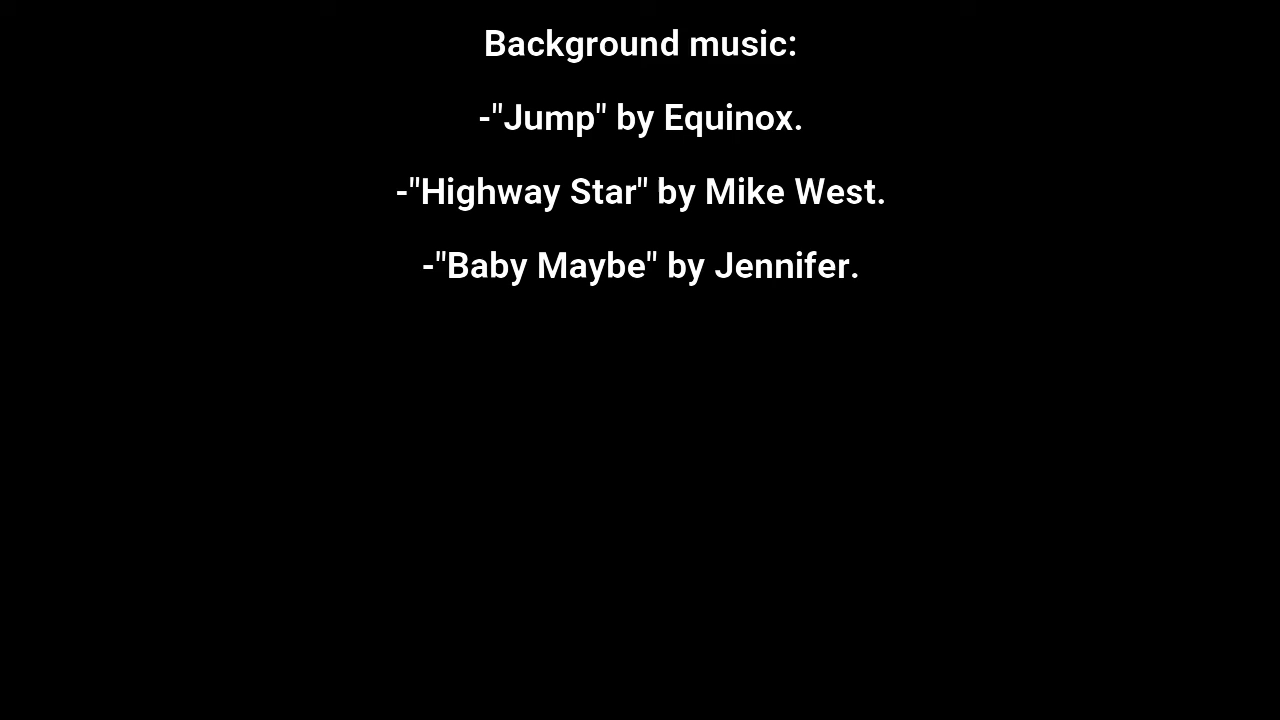 Background music:
-"Jump" by Equinox.
-"Highway Star" by Mike West.
-"Baby Maybe" by Jennifer.